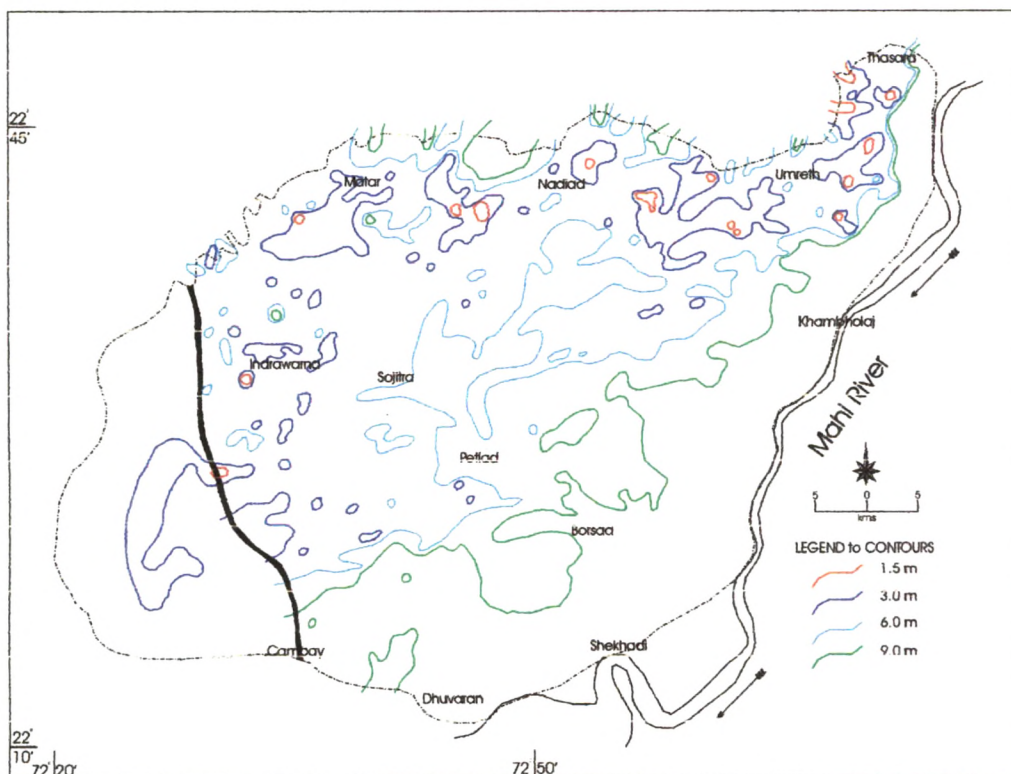 Thasara
22'
45'
Matar
Nadiad
Umreth
Khambholaj
Indrawarna
Sojitra
Mahi River
Petlad
5 0 5
kms
Borsaa
LEGEND to CONTOURS
1.5 m
3.0 m
6.0 m
9.0 m
Shekhadi
Cambay
Dhuvaran
22'
10'
72 20'
72 50'